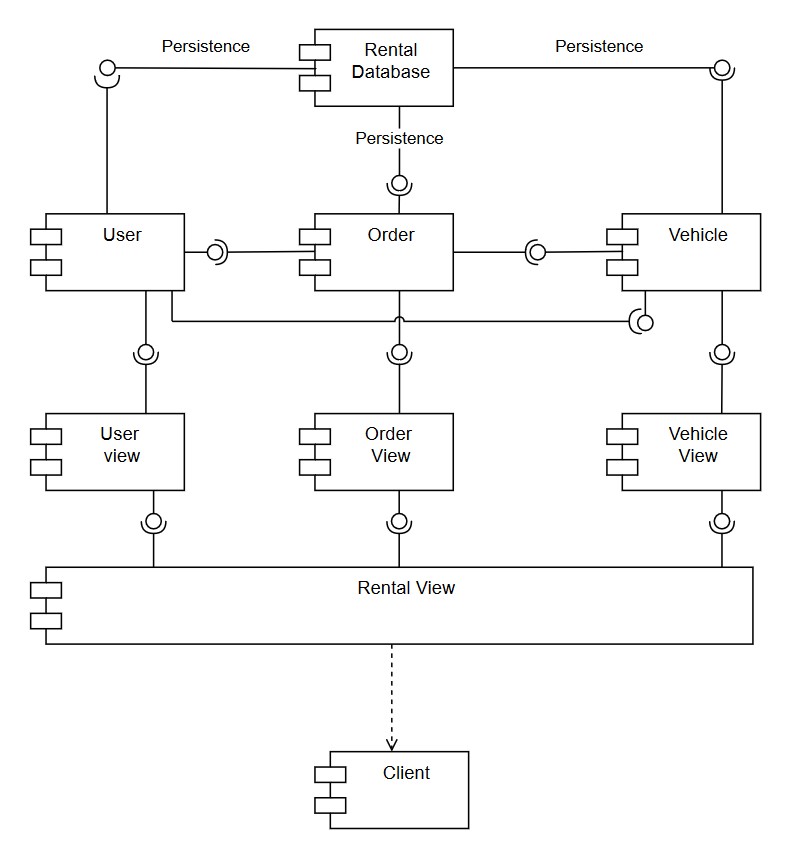 Persistence
Rental
Database
Persistence
Persistence
User
Order
Vehicle
User
view
Order
View
Vehicle
View
Rental View
Client